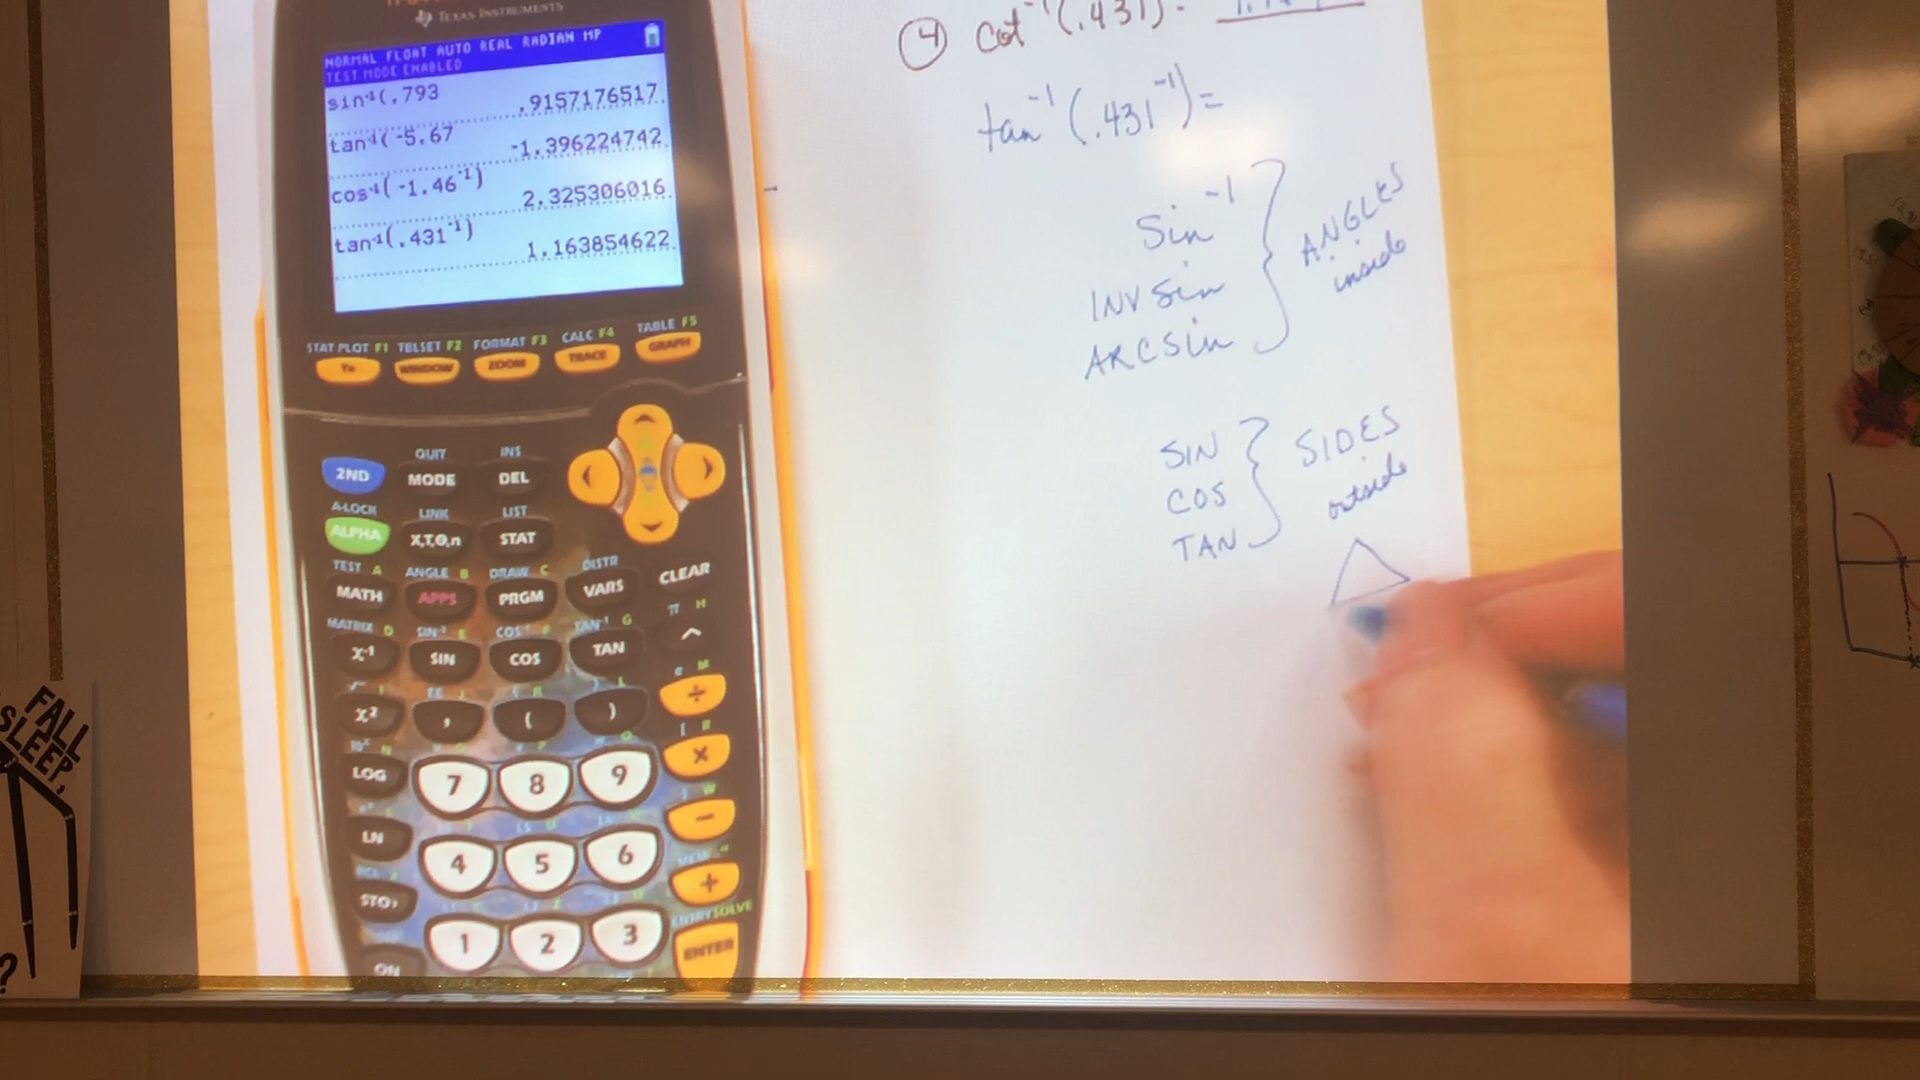 TEXAS INSTRUMENTS
NORMAL FLOAT AUTO REAL RADIAN MP
TEST MODE ENABLED
sin⁻¹(.793
.9157176517
tan⁻¹(-5.67
-1.396224742
cos⁻¹(-1.46⁻¹)
2.325306016
tan⁻¹(.431⁻¹)
1.163854622
STAT PLOT F1 TBLSET F2 FORMAT F3 CALC F4 TABLE F5
Y= WINDOW ZOOM TRACE GRAPH
QUIT INS
2ND MODE DEL
A-LOCK LINK LIST
ALPHA X,T,θ,n STAT
TEST A ANGLE B DRAW C DISTR
MATH APPS PRGM VARS CLEAR
MATRIX D SIN⁻¹ E COS⁻¹ F TAN⁻¹ G π H
X⁻¹ SIN COS TAN ^
EE J { K } L e M
X² , ( ) ÷
10ˣ N
LOG 7 8 9 ×
LN 4 5 6 −
STO› 1 2 3 +
ENTRY SOLVE
ON ENTER
④ cot⁻¹(.431)=
tan⁻¹(.431⁻¹)=
Sin⁻¹
INV Sin
ARCSin
ANGLES
inside
SIN
COS
TAN
SIDES
outside
FALL
SLEEP,
?